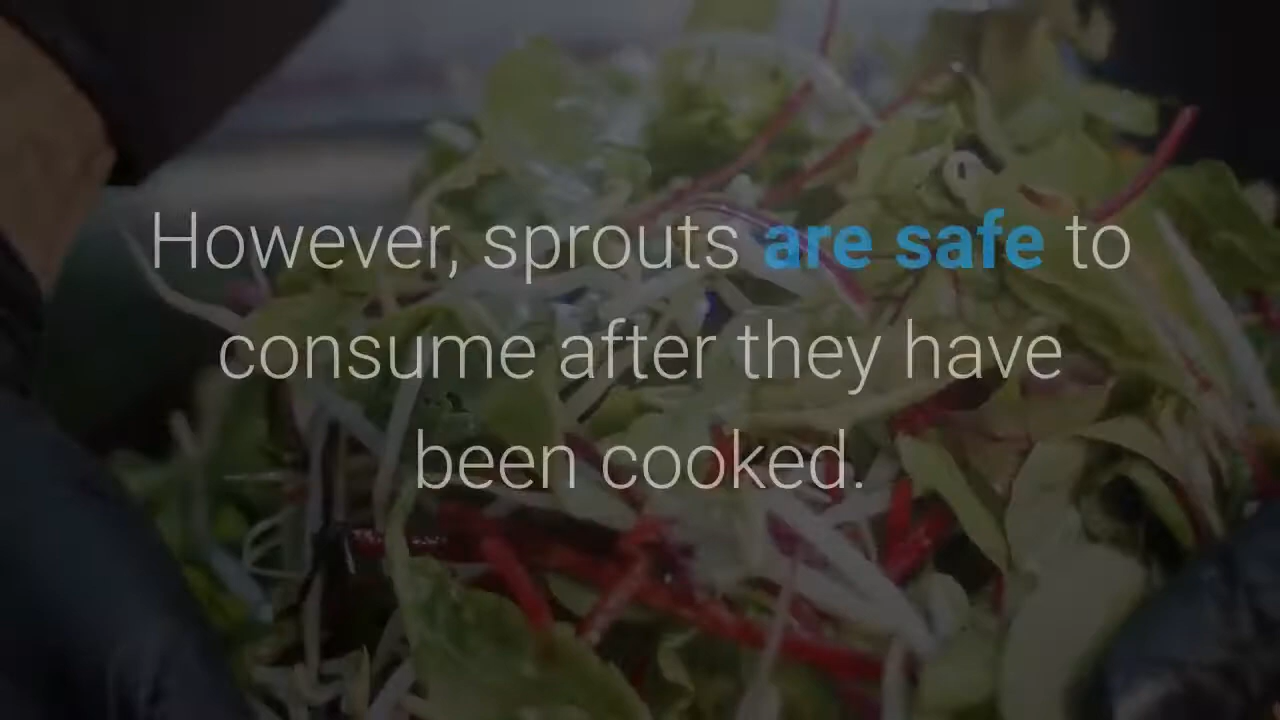 However, sprouts are safe to
consume after they have
been cooked.